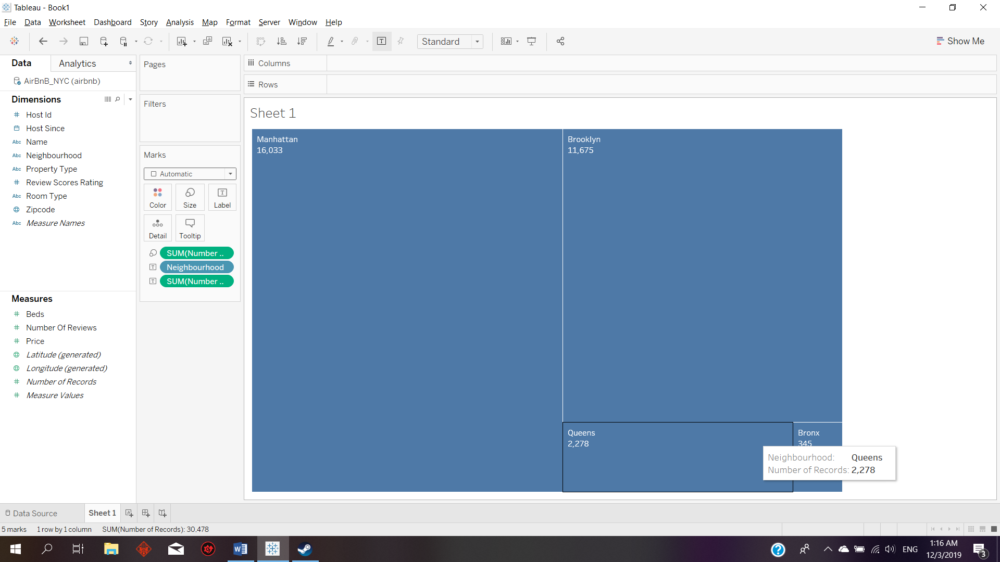 Tableau - Book1
File Data Worksheet Dashboard Story Analysis Map Format Server Window Help
Standard
Show Me
Data
Analytics
AirBnB_NYC (airbnb)
Dimensions
Host Id
Host Since
Abc Name
Abc Neighbourhood
Abc Property Type
Review Scores Rating
Abc Room Type
Zipcode
Abc Measure Names
Measures
Beds
Number Of Reviews
Price
Latitude (generated)
Longitude (generated)
Number of Records
Measure Values
Pages
Filters
Marks
Automatic
Color Size Label
Detail Tooltip
SUM(Number ..
Neighbourhood
SUM(Number ..
Columns
Rows
Sheet 1
Manhattan
16,033
Brooklyn
11,675
Queens
2,278
Bronx
345
Neighbourhood: Queens
Number of Records: 2,278
Data Source
Sheet 1
5 marks 1 row by 1 column SUM(Number of Records): 30,478
ENG
1:16 AM
12/3/2019
3